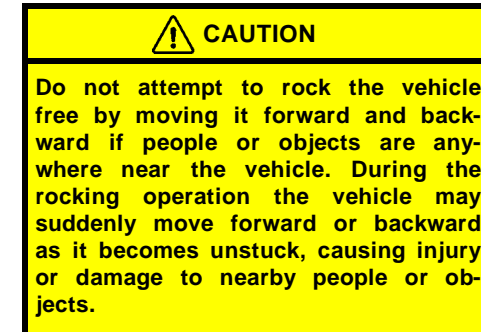 CAUTION
Do not attempt to rock the vehicle
free by moving it forward and back-
ward if people or objects are any-
where near the vehicle. During the
rocking operation the vehicle may
suddenly move forward or backward
as it becomes unstuck, causing injury
or damage to nearby people or ob-
jects.